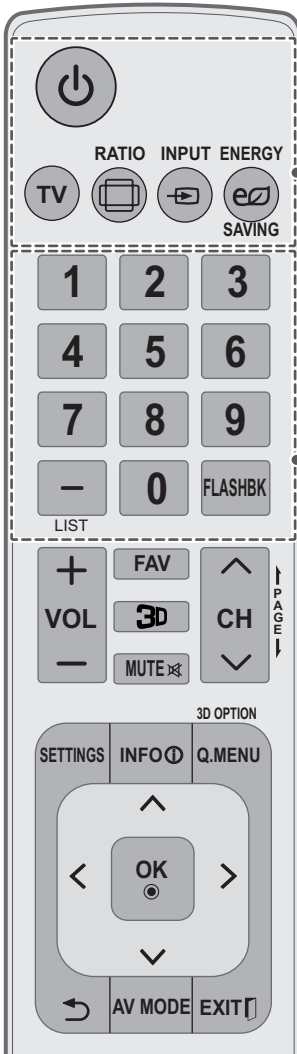 RATIO INPUT ENERGY
TV
SAVING
1 2 3
4 5 6
7 8 9
- 0 FLASHBK
LIST
+ FAV
VOL 3D CH PAGE
- MUTE
3D OPTION
SETTINGS INFO Q.MENU
OK
AV MODE EXIT